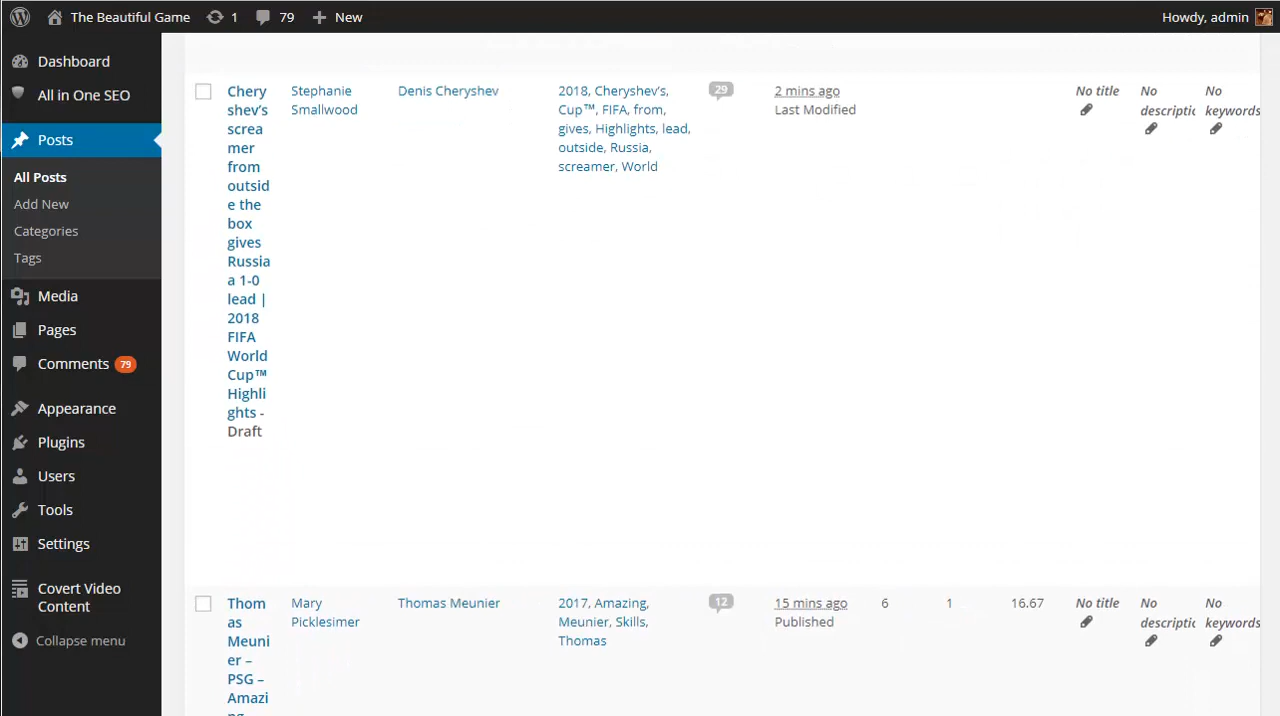 The Beautiful Game 1 79 New Howdy, admin
Dashboard
All in One SEO
Posts
All Posts
Add New
Categories
Tags
Media
Pages
Comments 79
Appearance
Plugins
Users
Tools
Settings
Covert Video
Content
Collapse menu
Chery
shev's
screa
mer
from
outsid
e the
box
gives
Russia
a 1-0
lead |
2018
FIFA
World
Cup™
Highli
ghts -
Draft
Stephanie
Smallwood
Denis Cheryshev
2018, Cheryshev's,
Cup™, FIFA, from,
gives, Highlights, lead,
outside, Russia,
screamer, World
29
2 mins ago
Last Modified
No title
No
descriptic
No
keywords
Thom
as
Meuni
er –
PSG –
Amazi
Mary
Picklesimer
Thomas Meunier
2017, Amazing,
Meunier, Skills,
Thomas
12
15 mins ago
Published
6
1
16.67
No title
No
descriptic
No
keywords